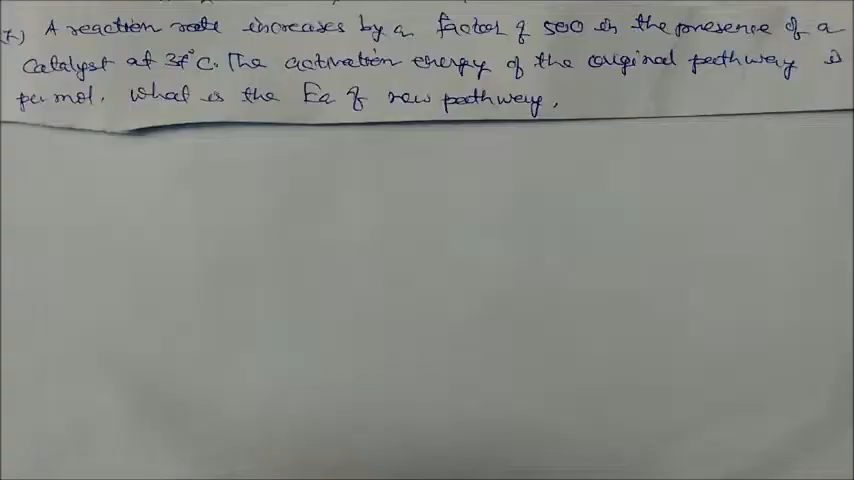 7.) A reaction rate increases by a factor of 500 in the presence of a
Catalyst at 37°C. The activation energy of the original pathway is
per mol. What is the Ea of new pathway.